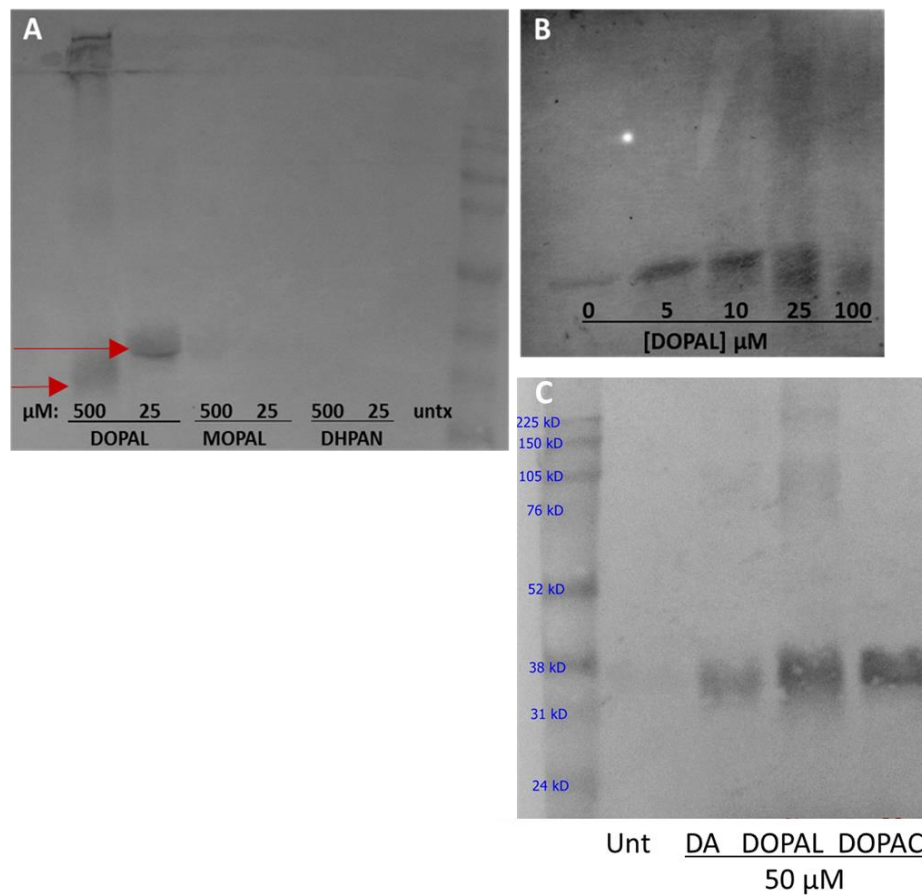 A
μM: 500 25 500 25 500 25 untx
DOPAL MOPAL DHPAN
B
0 5 10 25 100
[DOPAL] μM
C
225 kD
150 kD
105 kD
76 kD
52 kD
38 kD
31 kD
24 kD
Unt DA DOPAL DOPAC
50 μM